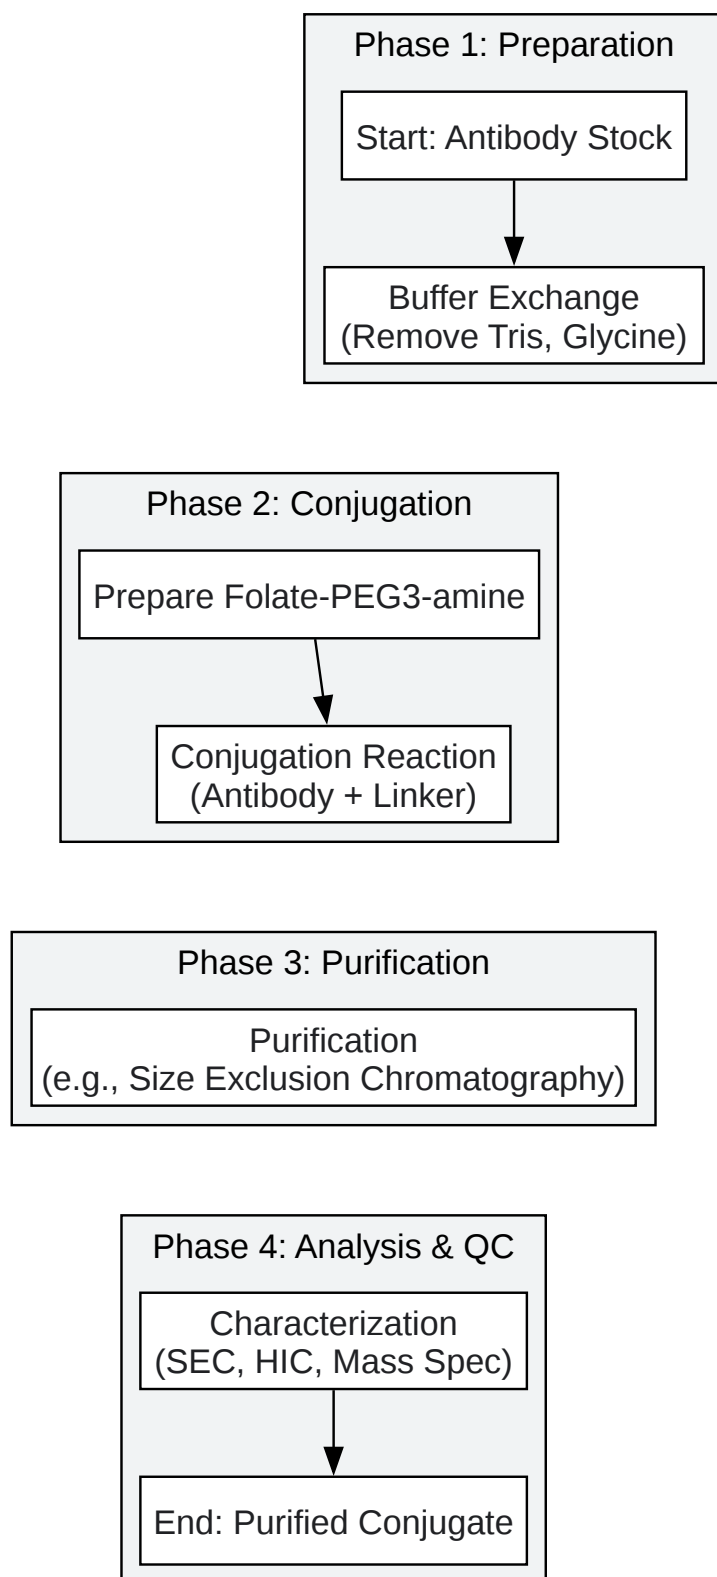 Phase 1: Preparation
Start: Antibody Stock
Buffer Exchange
(Remove Tris, Glycine)
Phase 2: Conjugation
Prepare Folate-PEG3-amine
Conjugation Reaction
(Antibody + Linker)
Phase 3: Purification
Purification
(e.g., Size Exclusion Chromatography)
Phase 4: Analysis & QC
Characterization
(SEC, HIC, Mass Spec)
End: Purified Conjugate